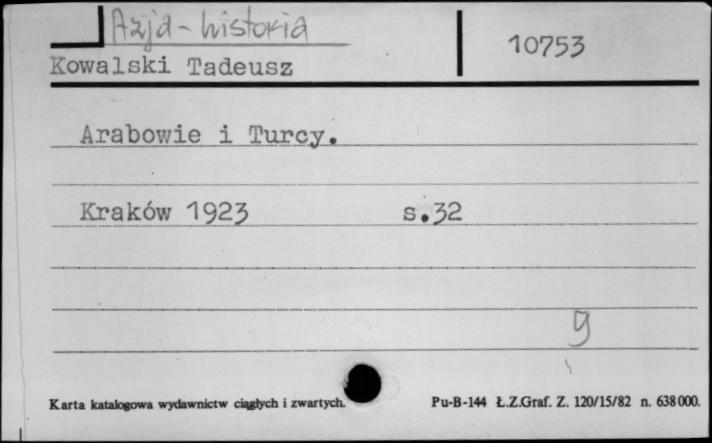 Azja - historia
10753
Kowalski Tadeusz
Arabowie i Turcy.
Kraków 1923 s.32
9
Karta katalogowa wydawnictw ciągłych i zwartych. Pu-B-144 Ł.Z.Graf. Z. 120/15/82 n. 638000.